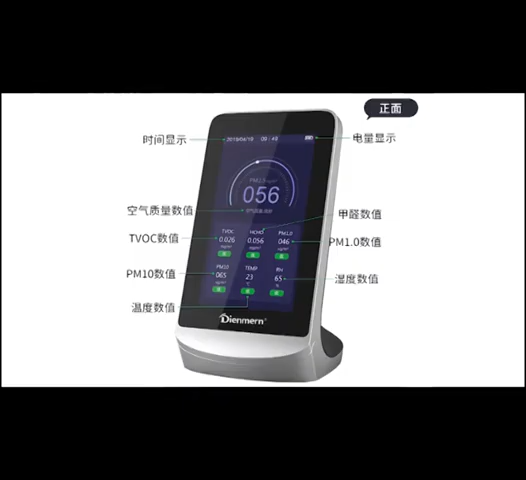 正面
时间显示
电量显示
2019/04/10 09:49
PM2.5 ug/m³
056
空气质量数值
甲醛数值
TVOC HCHO PM1.0
0.026 0.056 046
TVOC数值
PM1.0数值
PM10 TEMP RH
065 23 65
℃ %
PM10数值
湿度数值
温度数值
Dienmern®